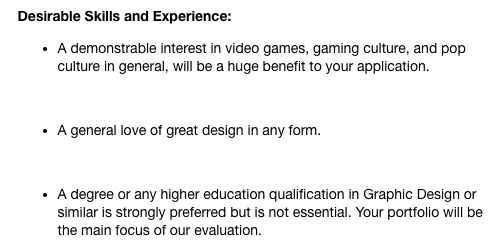 Desirable Skills and Experience:
• A demonstrable interest in video games, gaming culture, and pop
culture in general, will be a huge benefit to your application.
• A general love of great design in any form.
• A degree or any higher education qualification in Graphic Design or
similar is strongly preferred but is not essential. Your portfolio will be
the main focus of our evaluation.